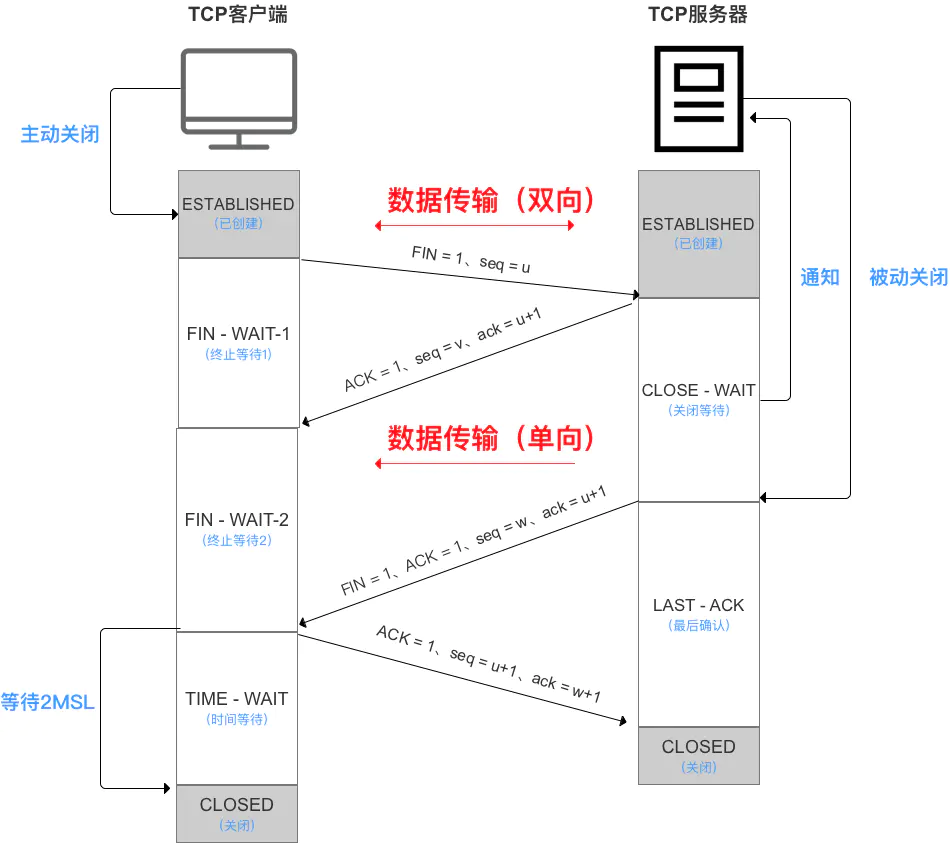 TCP客户端
TCP服务器
主动关闭
ESTABLISHED
(已创建)
数据传输（双向）
ESTABLISHED
(已创建)
FIN = 1、seq = u
通知
被动关闭
FIN - WAIT-1
(终止等待1)
ACK = 1、seq = v、ack = u+1
CLOSE - WAIT
(关闭等待)
数据传输（单向）
FIN - WAIT-2
(终止等待2)
FIN = 1、ACK = 1、seq = w、ack = u+1
LAST - ACK
(最后确认)
ACK = 1、seq = u+1、ack = w+1
等待2MSL
TIME - WAIT
(时间等待)
CLOSED
(关闭)
CLOSED
(关闭)